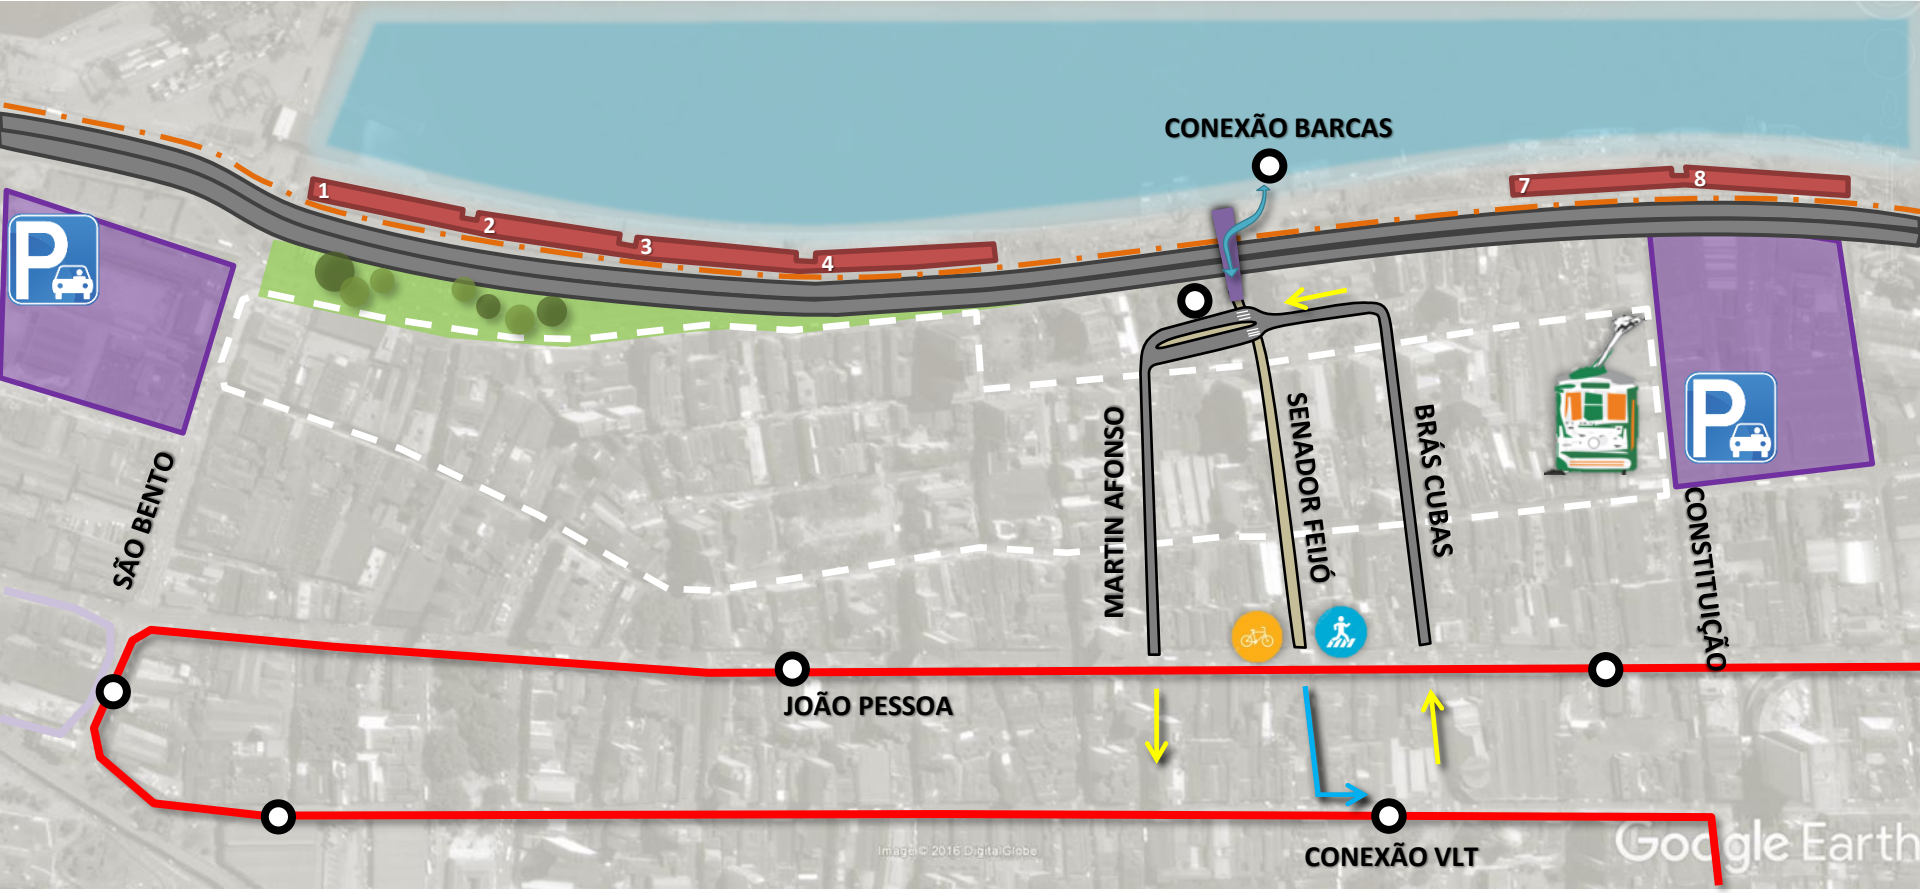 CONEXÃO BARCAS
1
2
3
4
7
8
P
P
SÃO BENTO
MARTIN AFONSO
SENADOR FEIJÓ
BRÁS CUBAS
CONSTITUIÇÃO
JOÃO PESSOA
CONEXÃO VLT
Google Earth
Image © 2016 DigitalGlobe